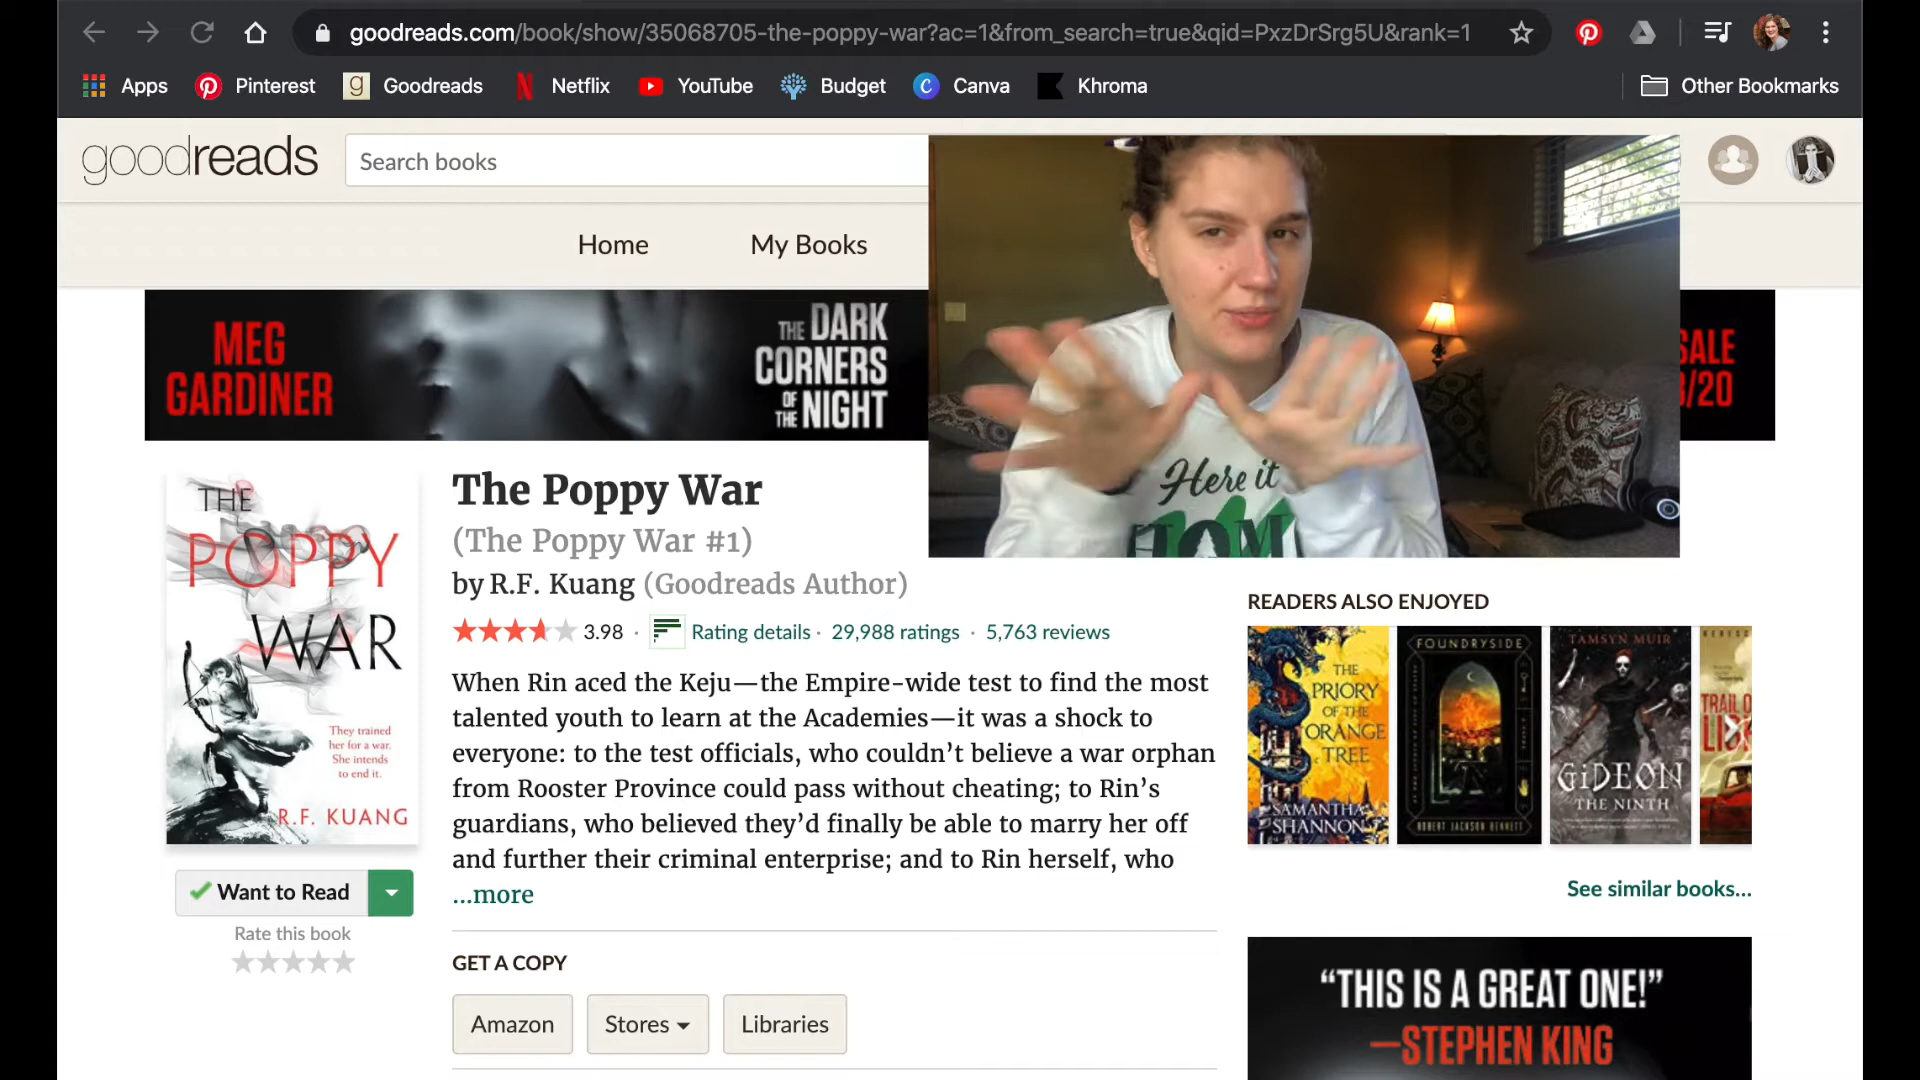 goodreads.com/book/show/35068705-the-poppy-war?ac=1&from_search=true&qid=PxzDrSrg5U&rank=1
Apps Pinterest Goodreads Netflix YouTube Budget Canva Khroma Other Bookmarks
goodreads Search books
Home My Books
MEG
GARDINER
THE DARK
CORNERS
OF THE NIGHT
SALE
3/20
Here it
THE
POPPY
WAR
They trained
her for a war.
She intends
to end it.
R.F. KUANG
The Poppy War
(The Poppy War #1)
by R.F. Kuang (Goodreads Author)
3.98 · Rating details · 29,988 ratings · 5,763 reviews
When Rin aced the Keju—the Empire-wide test to find the most
talented youth to learn at the Academies—it was a shock to
everyone: to the test officials, who couldn’t believe a war orphan
from Rooster Province could pass without cheating; to Rin’s
guardians, who believed they’d finally be able to marry her off
and further their criminal enterprise; and to Rin herself, who
...more
Want to Read
Rate this book
GET A COPY
Amazon Stores Libraries
READERS ALSO ENJOYED
THE
PRIORY
OF THE
ORANGE
TREE
SAMANTHA
SHANNON
FOUNDRYSIDE
ROBERT JACKSON BENNETT
TAMSYN MUIR
GIDEON
THE NINTH
TRAIL O
See similar books…
“THIS IS A GREAT ONE!”
—STEPHEN KING